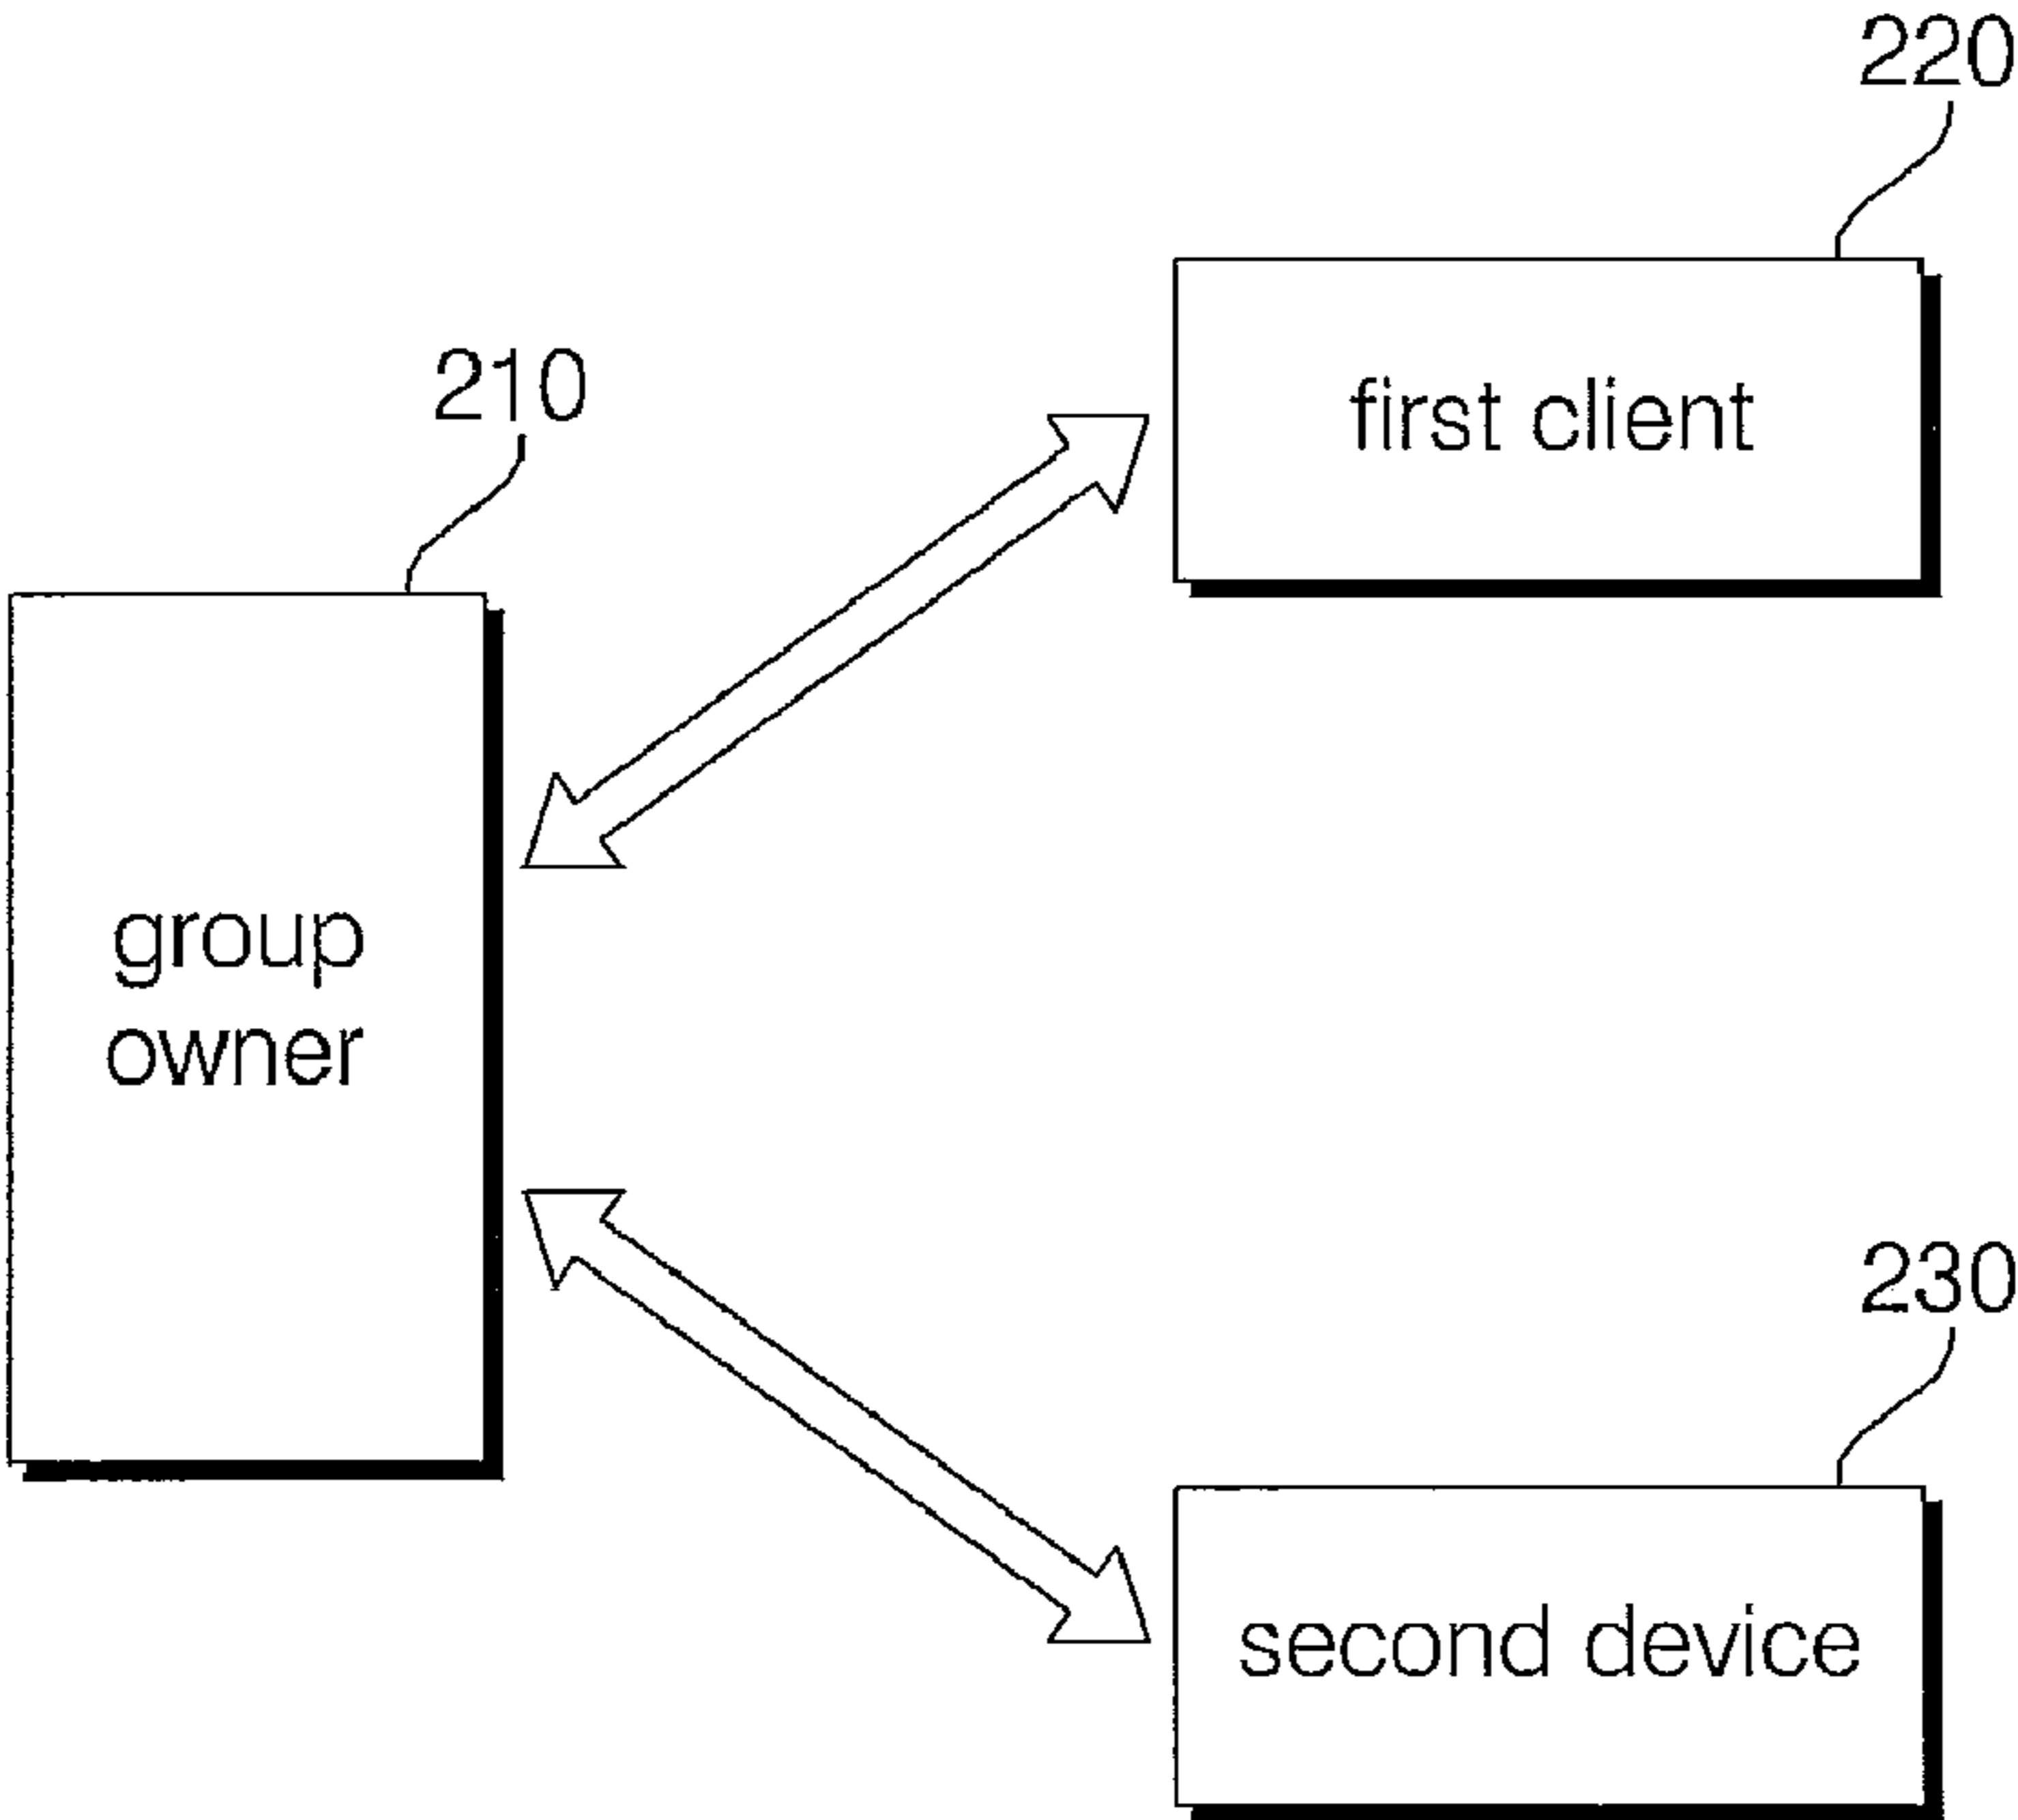 220
first client
210
group
owner
230
second device